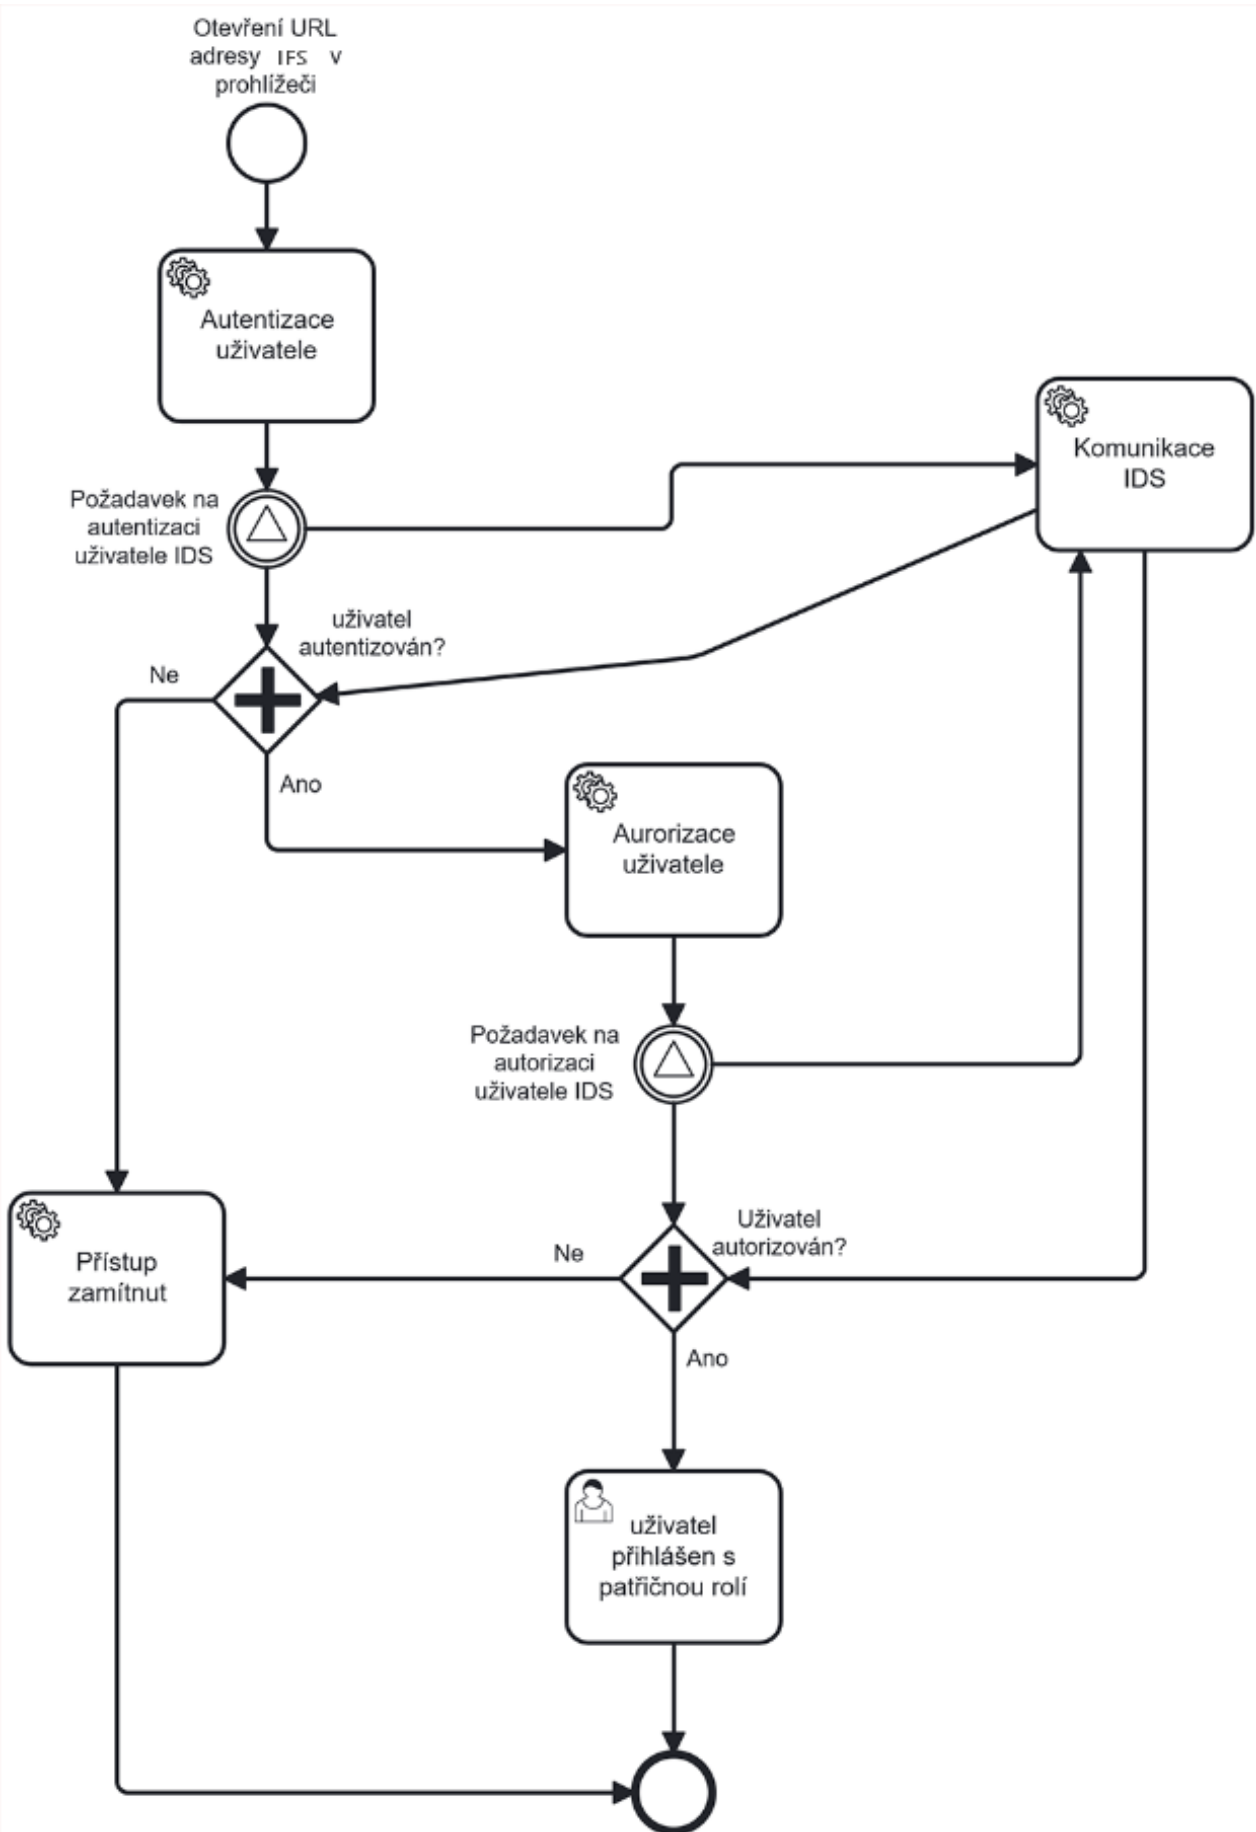 Otevření URL
adresy IFS v
prohlížeči
Autentizace
uživatele
Komunikace
IDS
Požadavek na
autentizaci
uživatele IDS
uživatel
autentizován?
Ne
Ano
Aurorizace
uživatele
Požadavek na
autorizaci
uživatele IDS
Uživatel
autorizován?
Ne
Přístup
zamítnut
Ano
uživatel
přihlášen s
patřičnou rolí